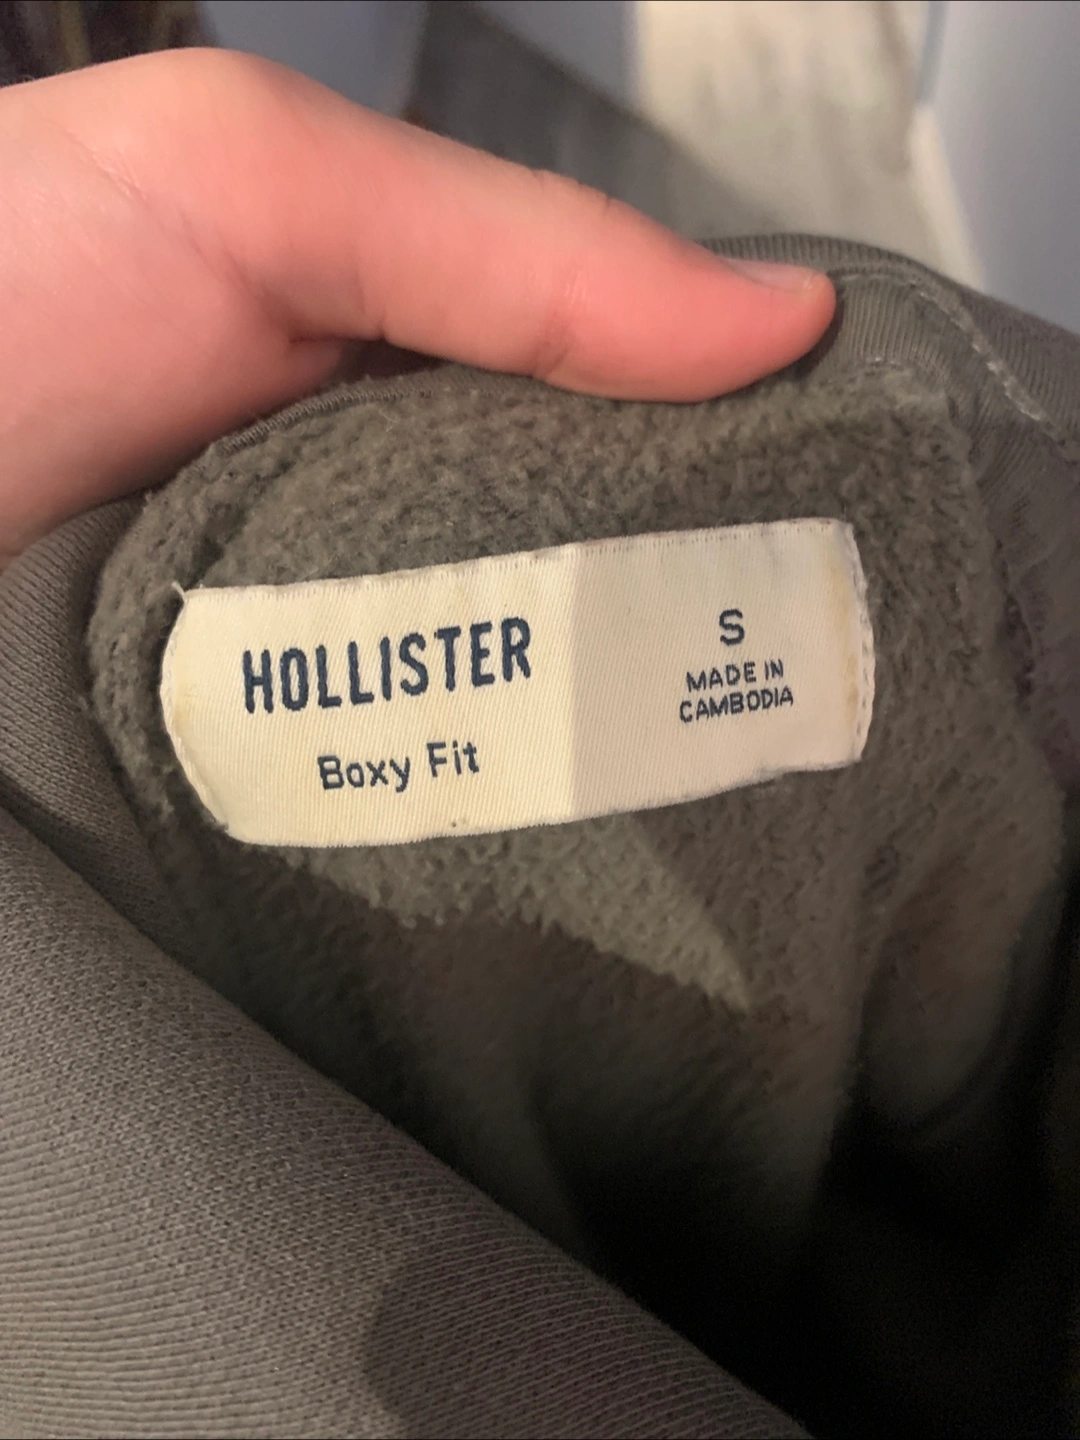 HOLLISTER
Boxy Fit
S
MADE IN
CAMBODIA